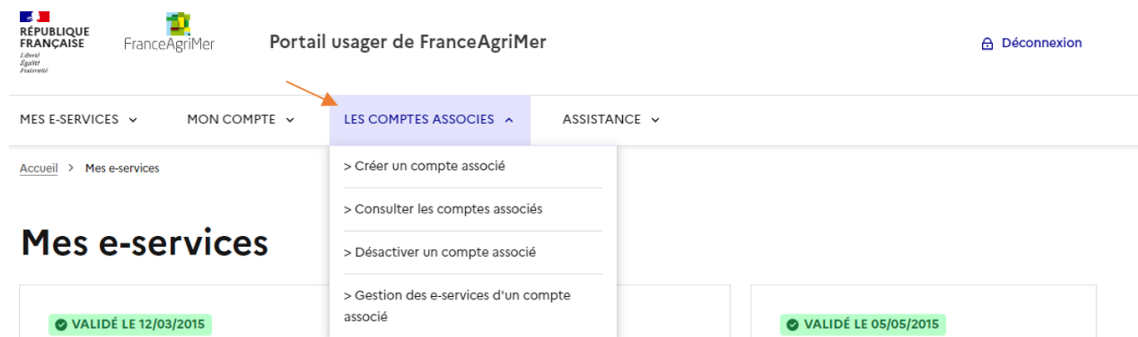 RÉPUBLIQUE
FRANÇAISE
Liberté
Égalité
Fraternité
FranceAgriMer
Portail usager de FranceAgriMer
Déconnexion
MES E-SERVICES
MON COMPTE
LES COMPTES ASSOCIES
ASSISTANCE
Accueil > Mes e-services
> Créer un compte associé
> Consulter les comptes associés
> Désactiver un compte associé
> Gestion des e-services d'un compte
associé
Mes e-services
VALIDÉ LE 12/03/2015
VALIDÉ LE 05/05/2015